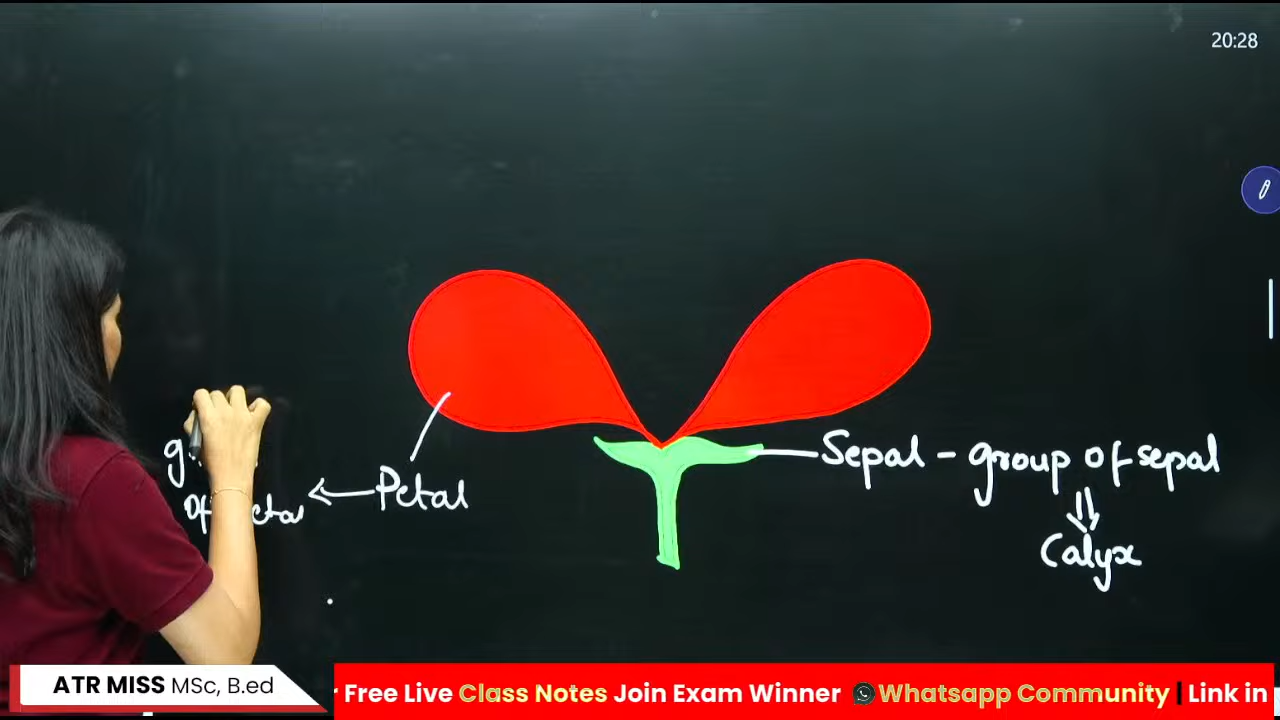 20:28
Sepal - group of sepal
Calyx
Petal
g
Of
ATR MISS MSc, B.ed
Free Live Class Notes Join Exam Winner Whatsapp Community | Link in